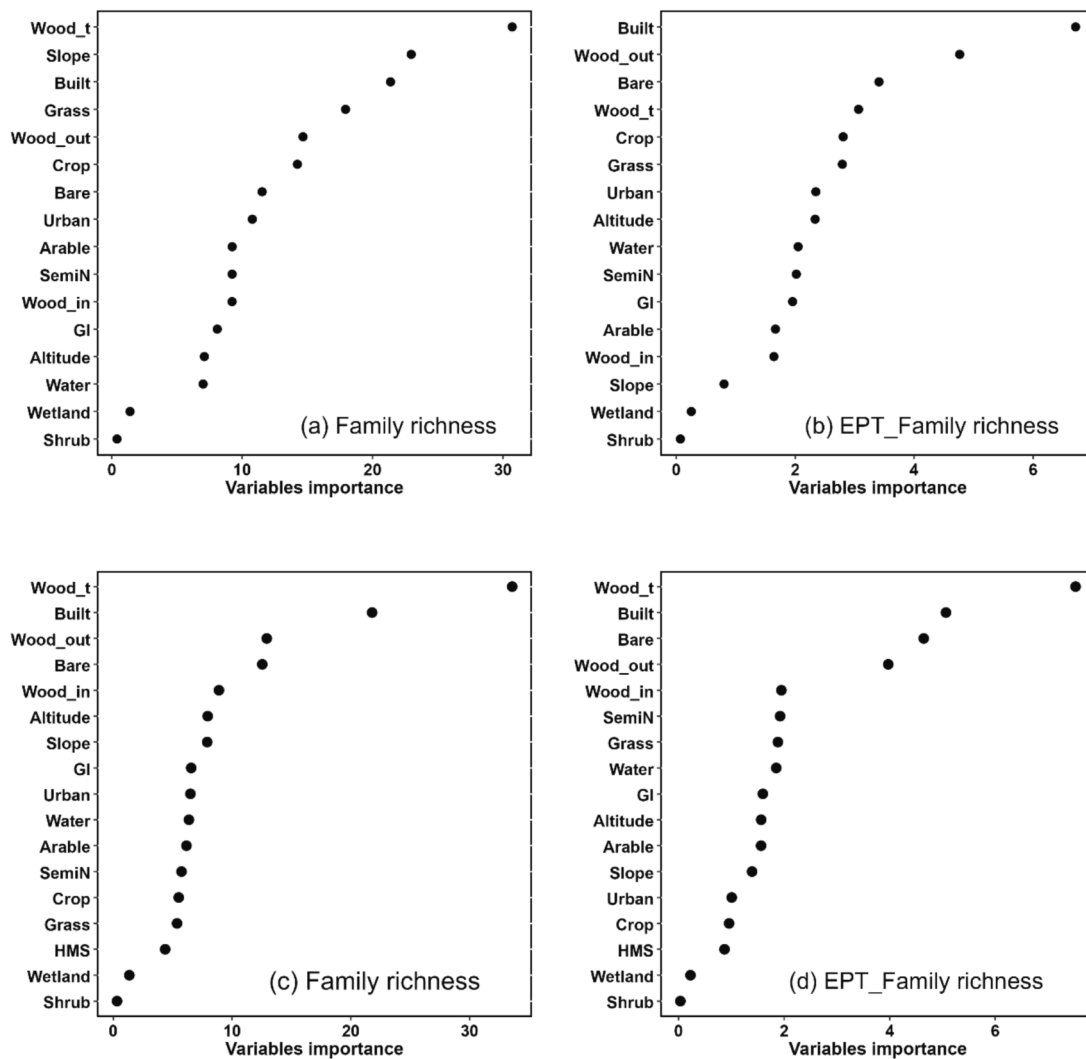 Wood_t
Slope
Built
Grass
Wood_out
Crop
Bare
Urban
Arable
SemiN
Wood_in
GI
Altitude
Water
Wetland
Shrub
(a) Family richness
0 10 20 30
Variables importance
Built
Wood_out
Bare
Wood_t
Crop
Grass
Urban
Altitude
Water
SemiN
GI
Arable
Wood_in
Slope
Wetland
Shrub
(b) EPT_Family richness
0 2 4 6
Variables importance
Wood_t
Built
Wood_out
Bare
Wood_in
Altitude
Slope
GI
Urban
Water
Arable
SemiN
Crop
Grass
HMS
Wetland
Shrub
(c) Family richness
0 10 20 30
Variables importance
Wood_t
Built
Bare
Wood_out
Wood_in
SemiN
Grass
Water
GI
Altitude
Arable
Slope
Urban
Crop
HMS
Wetland
Shrub
(d) EPT_Family richness
0 2 4 6
Variables importance